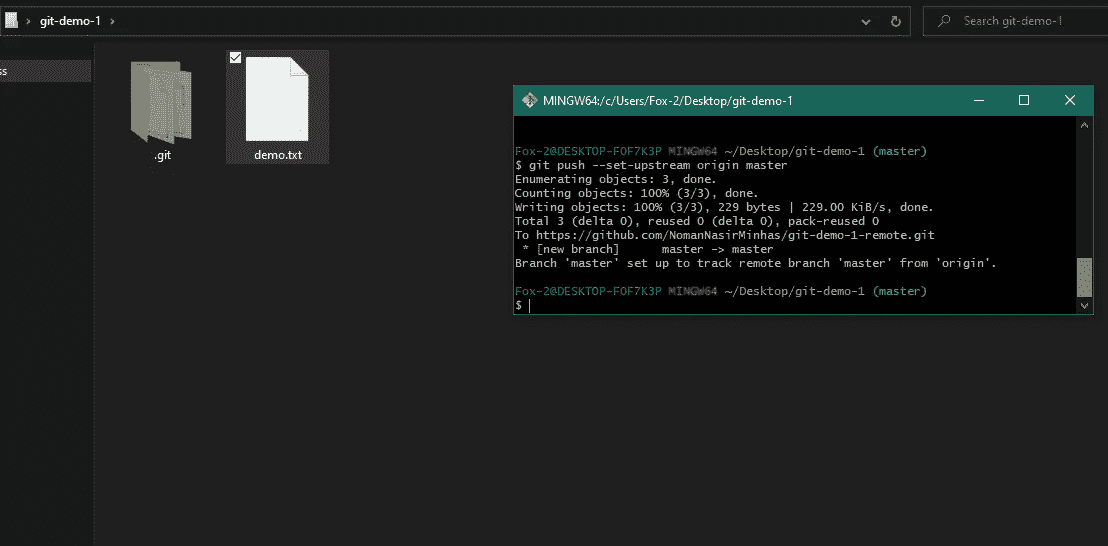 git-demo-1
Search git-demo-1
ss
.git
demo.txt
MINGW64:/c/Users/Fox-2/Desktop/git-demo-1
Fox-2@DESKTOP-FOF7K3P MINGW64 ~/Desktop/git-demo-1 (master)
$ git push --set-upstream origin master
Enumerating objects: 3, done.
Counting objects: 100% (3/3), done.
Writing objects: 100% (3/3), 229 bytes | 229.00 KiB/s, done.
Total 3 (delta 0), reused 0 (delta 0), pack-reused 0
To https://github.com/NomanNasirMinhas/git-demo-1-remote.git
 * [new branch]      master -> master
Branch 'master' set up to track remote branch 'master' from 'origin'.
Fox-2@DESKTOP-FOF7K3P MINGW64 ~/Desktop/git-demo-1 (master)
$